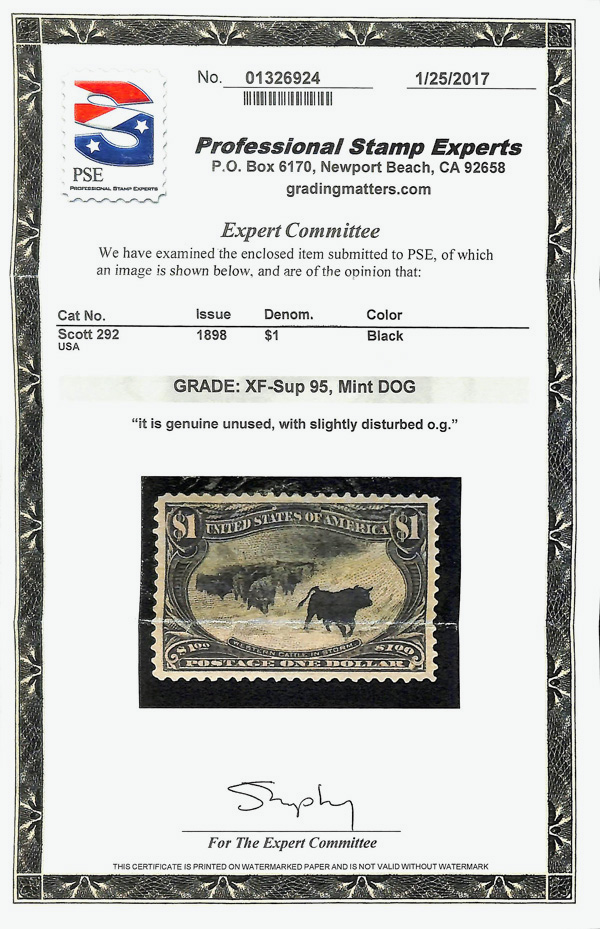 No. 01326924 1/25/2017
PSE
PROFESSIONAL STAMP EXPERTS
Professional Stamp Experts
P.O. Box 6170, Newport Beach, CA 92658
gradingmatters.com
Expert Committee
We have examined the enclosed item submitted to PSE, of which
an image is shown below, and are of the opinion that:
Cat No. Issue Denom. Color
Scott 292 1898 $1 Black
USA
GRADE: XF-Sup 95, Mint DOG
“it is genuine unused, with slightly disturbed o.g.”
$1 UNITED STATES OF AMERICA $1
WESTERN CATTLE IN STORM
$100 $100
POSTAGE ONE DOLLAR
For The Expert Committee
THIS CERTIFICATE IS PRINTED ON WATERMARKED PAPER AND IS NOT VALID WITHOUT WATERMARK